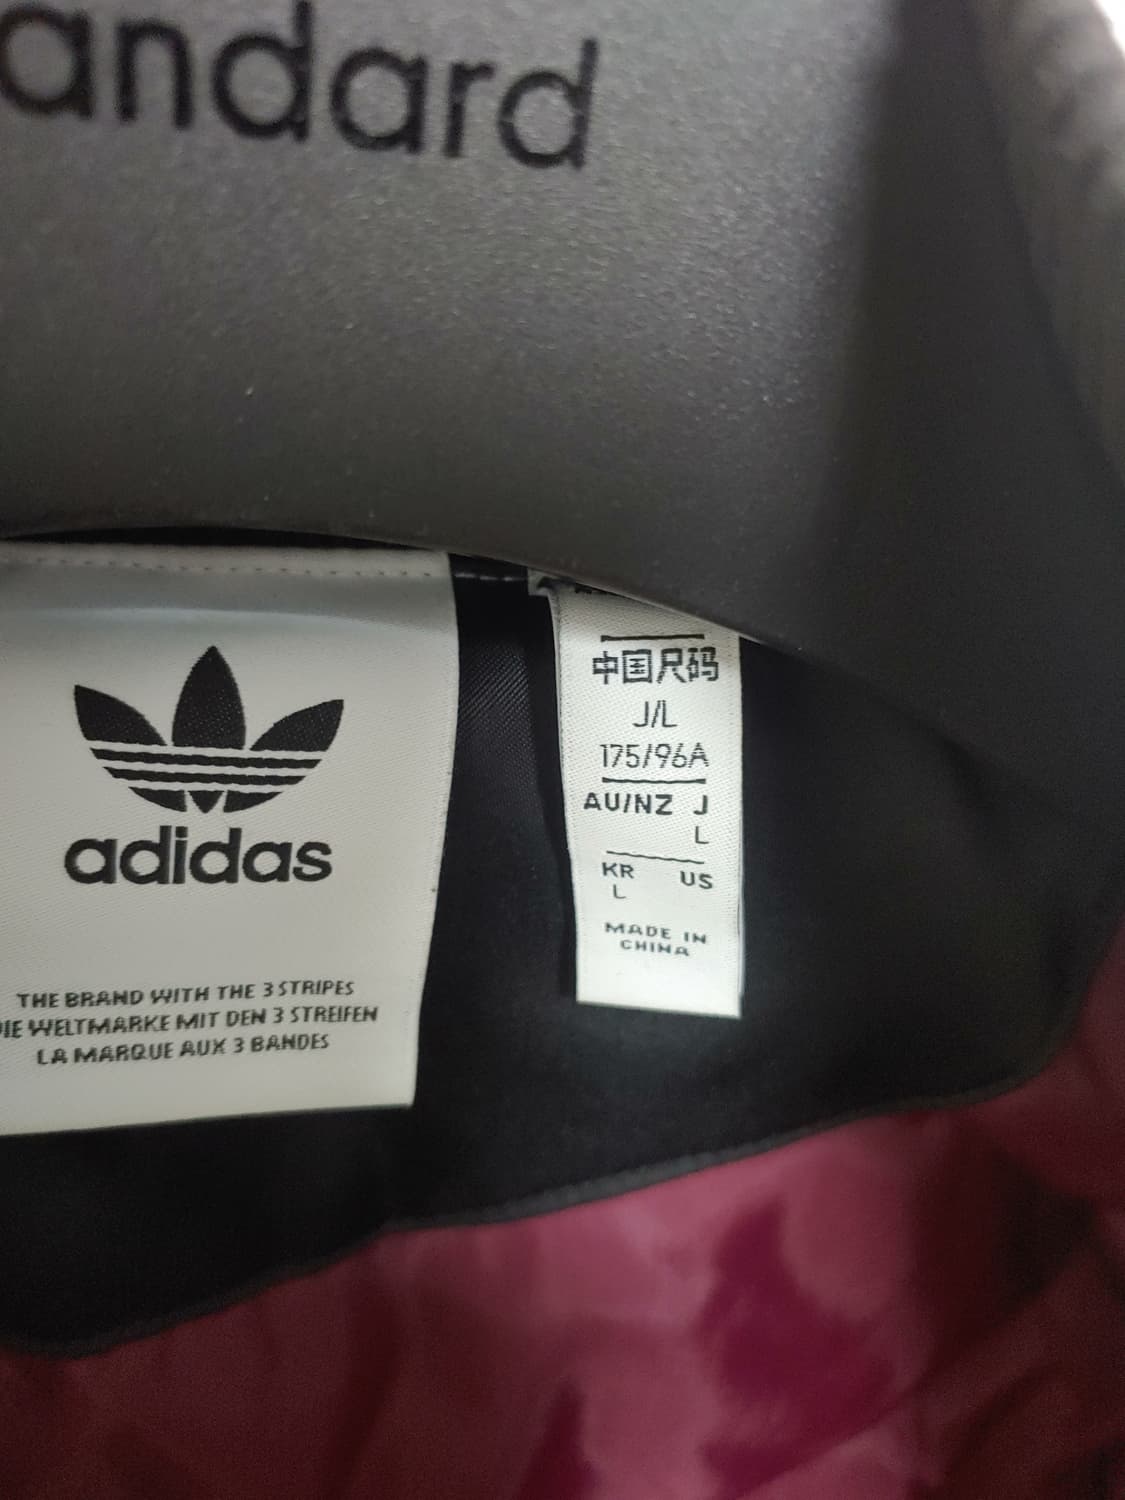 andard
adidas
THE BRAND WITH THE 3 STRIPES
DIE WELTMARKE MIT DEN 3 STREIFEN
LA MARQUE AUX 3 BANDES
中国尺码
J/L
175/96A
AU/NZ J
L
KR US
L
MADE IN
CHINA